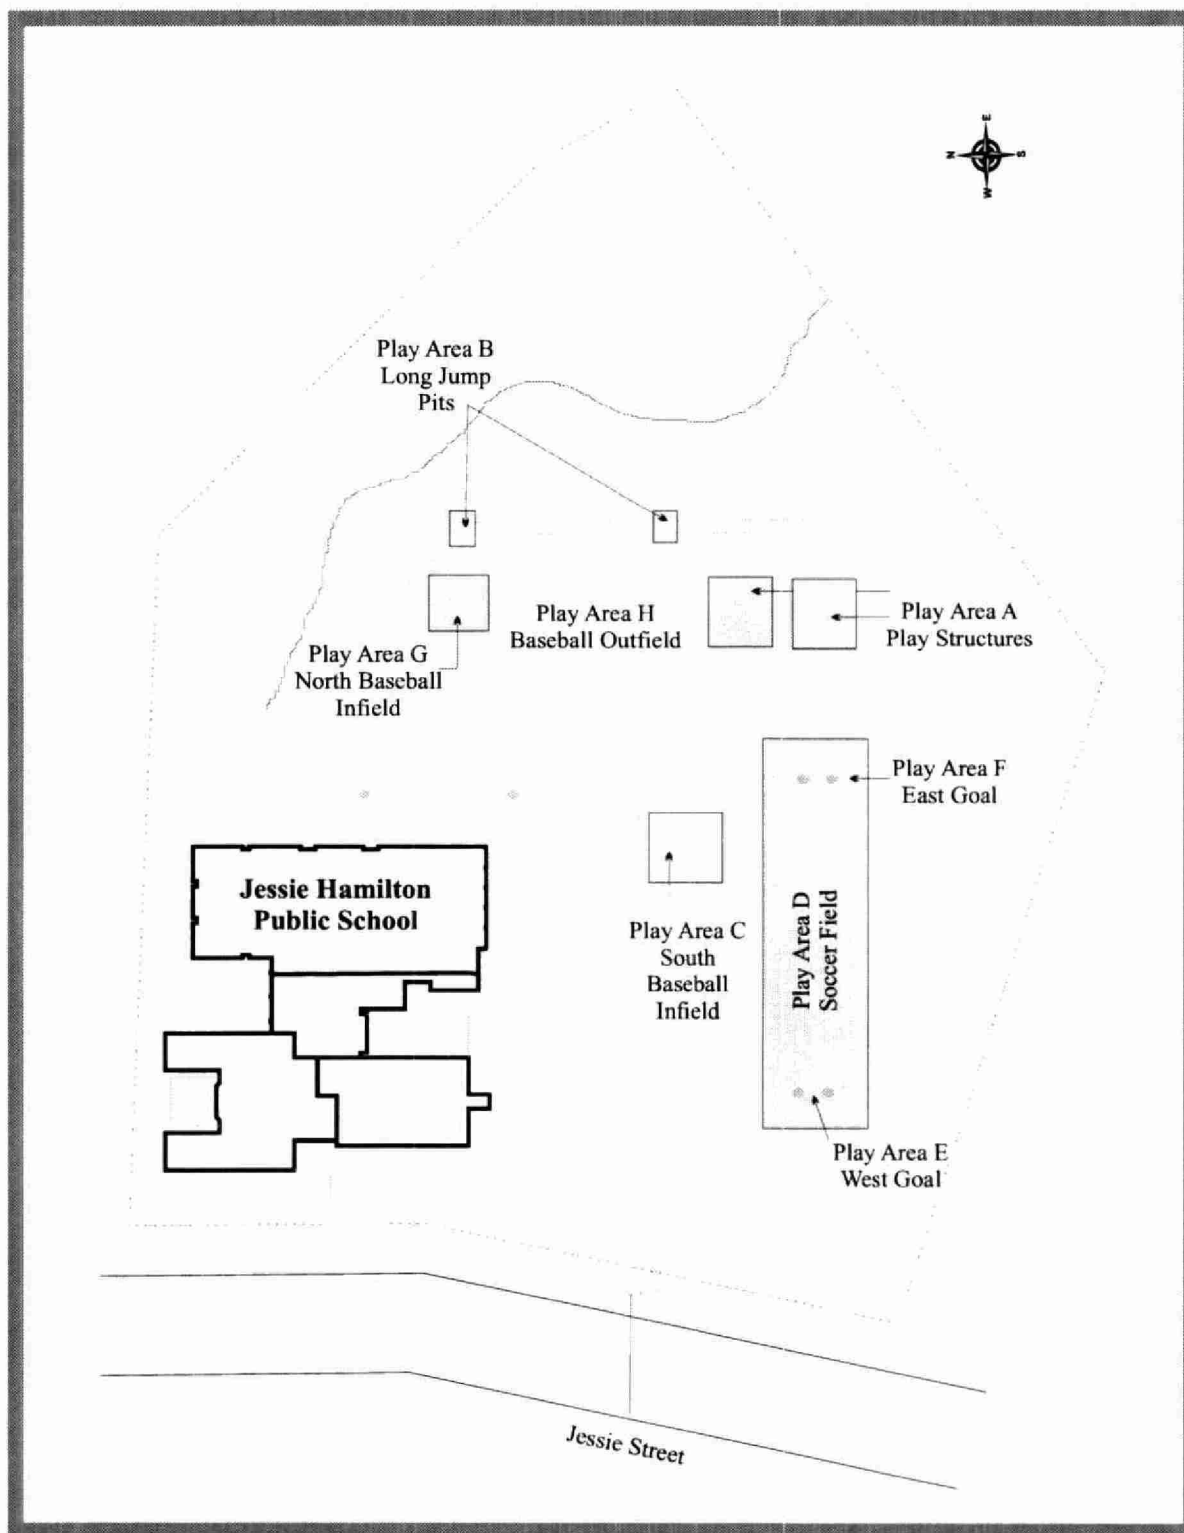 E
N
S
W
Play Area B
Long Jump
Pits
Play Area H
Baseball Outfield
Play Area A
Play Structures
Play Area G
North Baseball
Infield
Play Area F
East Goal
Jessie Hamilton
Public School
Play Area C
South
Baseball
Infield
Play Area D
Soccer Field
Play Area E
West Goal
Jessie Street